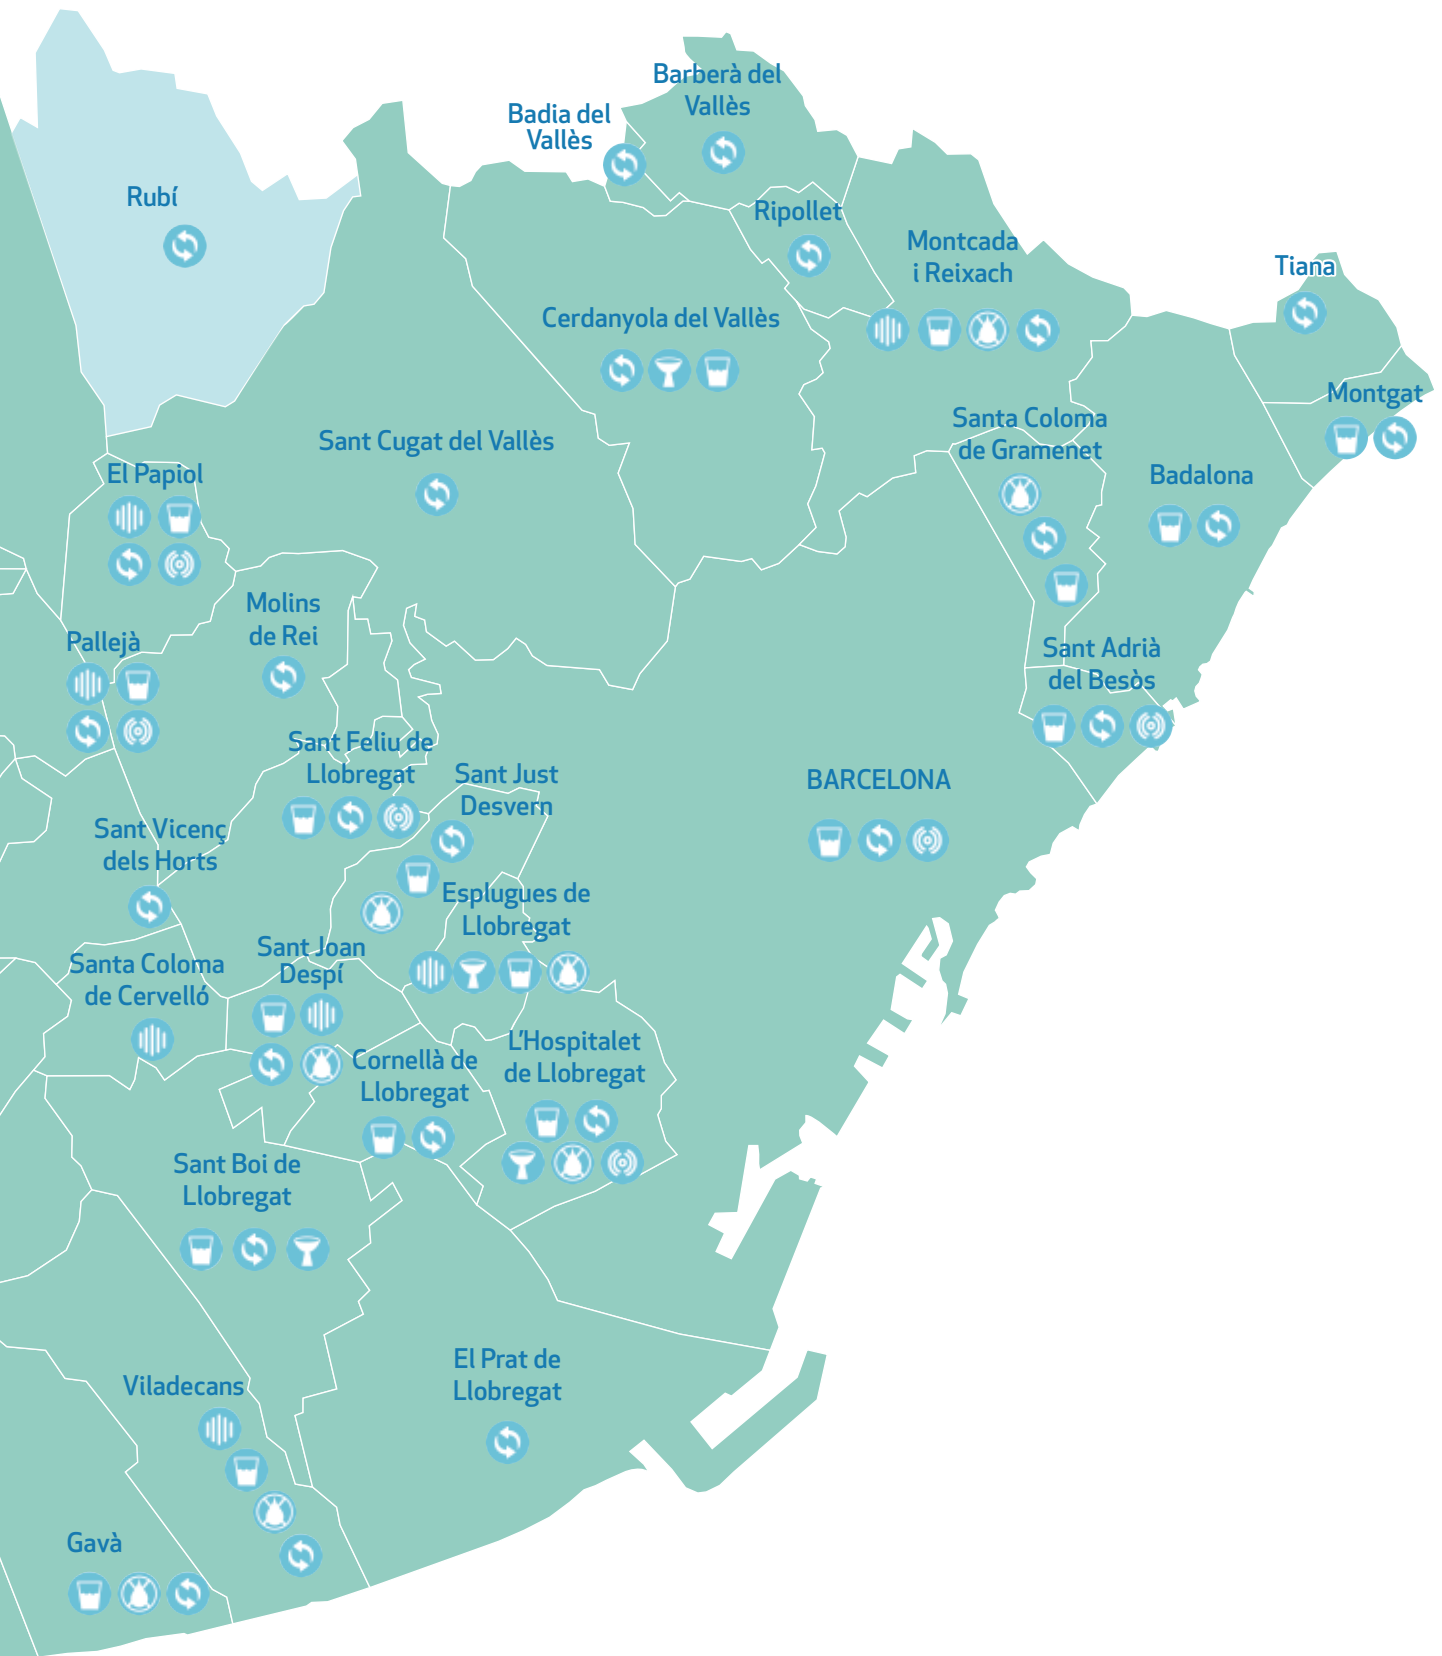 Barberà del
Vallès
Badia del
Vallès
Rubí
Ripollet
Montcada
i Reixach
Tiana
Cerdanyola del Vallès
Montgat
Santa Coloma
de Gramenet
Sant Cugat del Vallès
El Papiol
Badalona
Molins
de Rei
Pallejà
Sant Adrià
del Besòs
Sant Feliu de
Llobregat
Sant Just
Desvern
BARCELONA
Sant Vicenç
dels Horts
Esplugues de
Llobregat
Sant Joan
Despí
Santa Coloma
de Cervelló
L'Hospitalet
de Llobregat
Cornellà de
Llobregat
Sant Boi de
Llobregat
El Prat de
Llobregat
Viladecans
Gavà